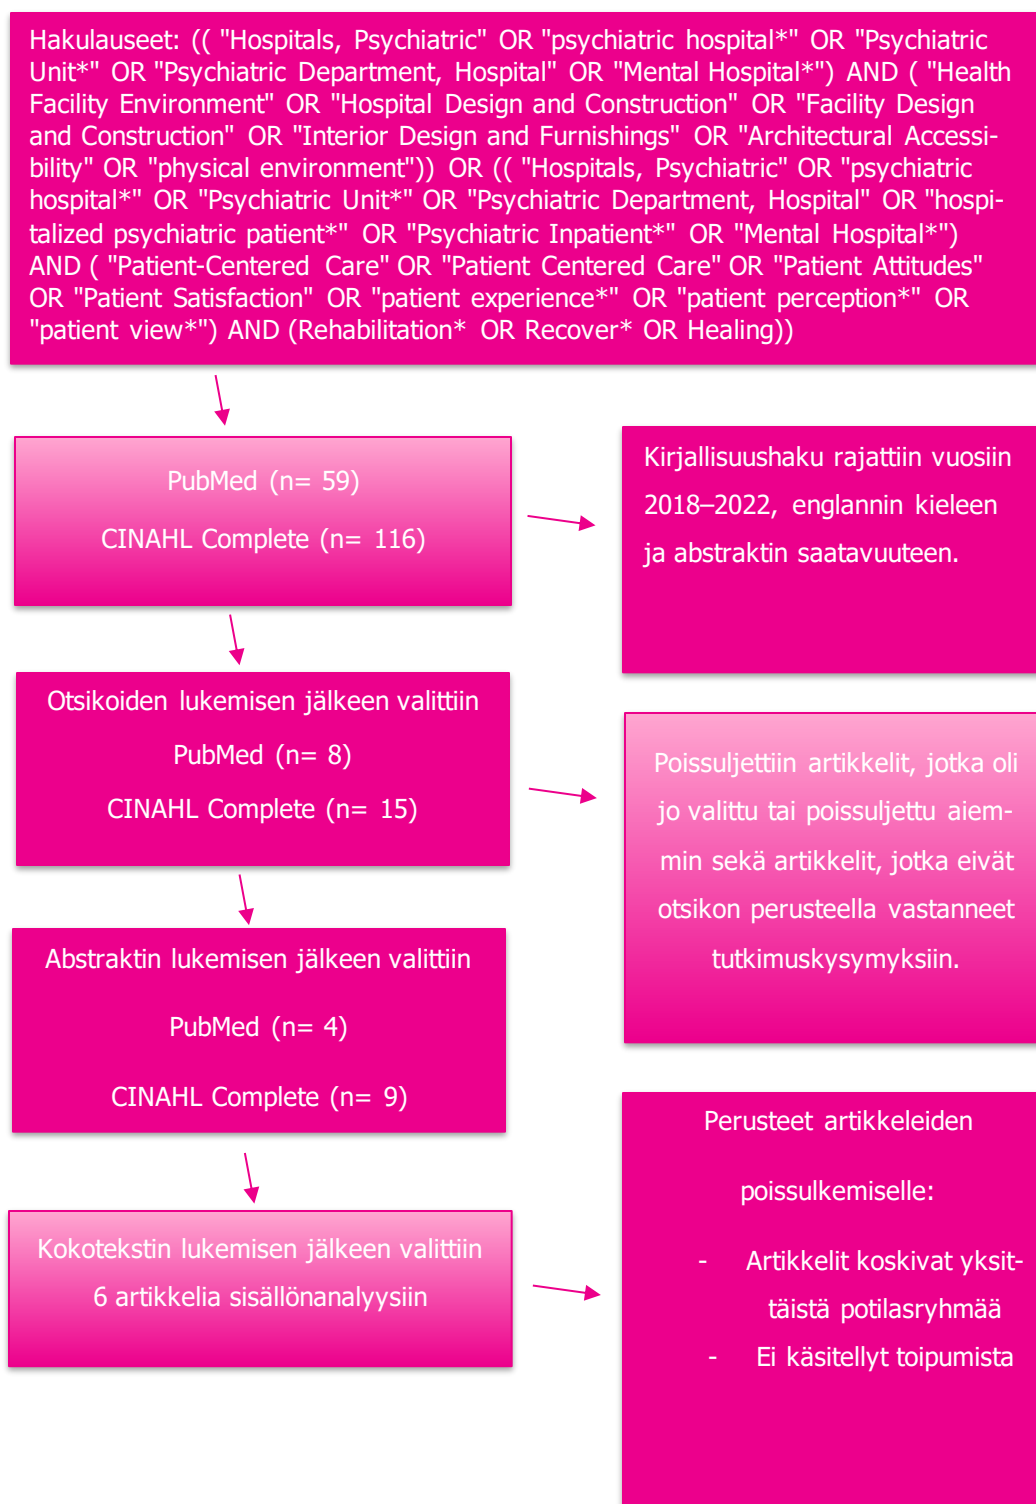 Hakulauseet: (( "Hospitals, Psychiatric" OR "psychiatric hospital*" OR "Psychiatric
Unit*" OR "Psychiatric Department, Hospital" OR "Mental Hospital*") AND ( "Health
Facility Environment" OR "Hospital Design and Construction" OR "Facility Design
and Construction" OR "Interior Design and Furnishings" OR "Architectural Accessi-
bility" OR "physical environment")) OR (( "Hospitals, Psychiatric" OR "psychiatric
hospital*" OR "Psychiatric Unit*" OR "Psychiatric Department, Hospital" OR "hospi-
talized psychiatric patient*" OR "Psychiatric Inpatient*" OR "Mental Hospital*")
AND ( "Patient-Centered Care" OR "Patient Centered Care" OR "Patient Attitudes"
OR "Patient Satisfaction" OR "patient experience*" OR "patient perception*" OR
"patient view*") AND (Rehabilitation* OR Recover* OR Healing))
PubMed (n= 59)
CINAHL Complete (n= 116)
Kirjallisuushaku rajattiin vuosiin
2018–2022, englannin kieleen
ja abstraktin saatavuuteen.
Otsikoiden lukemisen jälkeen valittiin
PubMed (n= 8)
CINAHL Complete (n= 15)
Poissuljettiin artikkelit, jotka oli
jo valittu tai poissuljettu aiem-
min sekä artikkelit, jotka eivät
otsikon perusteella vastanneet
tutkimuskysymyksiin.
Abstraktin lukemisen jälkeen valittiin
PubMed (n= 4)
CINAHL Complete (n= 9)
Kokotekstin lukemisen jälkeen valittiin
6 artikkelia sisällönanalyysiin
Perusteet artikkeleiden
poissulkemiselle:
- Artikkelit koskivat yksit-
täistä potilasryhmää
- Ei käsitellyt toipumista